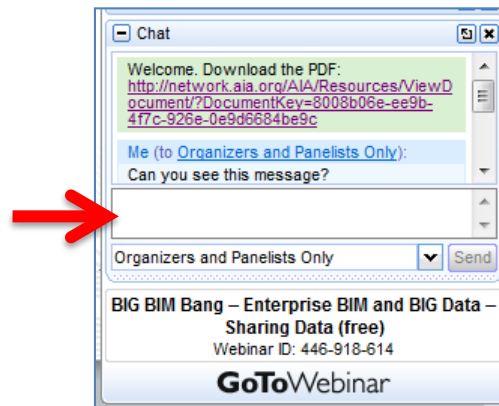 Chat
Welcome. Download the PDF:
http://network.aia.org/AIA/Resources/ViewD
ocument/?DocumentKey=8008b06e-ee9b-
4f7c-926e-0e9d6684be9c
Me (to Organizers and Panelists Only):
Can you see this message?
Organizers and Panelists Only
Send
BIG BIM Bang – Enterprise BIM and BIG Data –
Sharing Data (free)
Webinar ID: 446-918-614
GoToWebinar